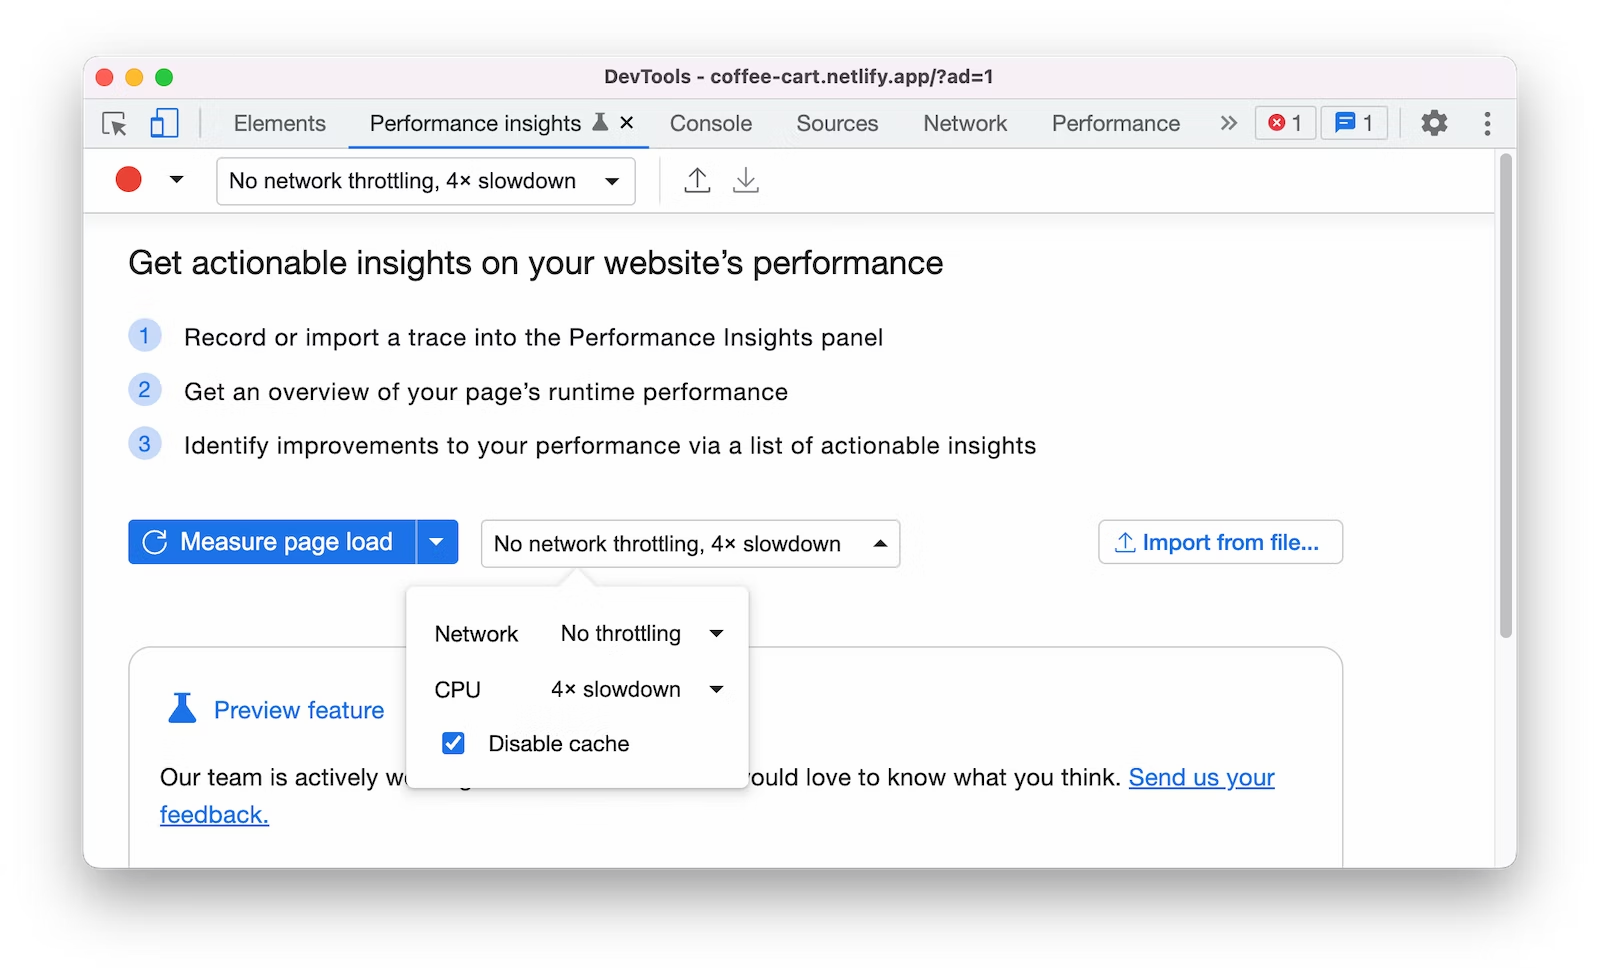 DevTools - coffee-cart.netlify.app/?ad=1
Elements Performance insights Console Sources Network Performance 1 1
No network throttling, 4× slowdown
Get actionable insights on your website’s performance
1 Record or import a trace into the Performance Insights panel
2 Get an overview of your page’s runtime performance
3 Identify improvements to your performance via a list of actionable insights
Measure page load No network throttling, 4× slowdown Import from file...
Network No throttling
CPU 4× slowdown
Disable cache
Preview feature
Our team is actively would love to know what you think. Send us your
feedback.